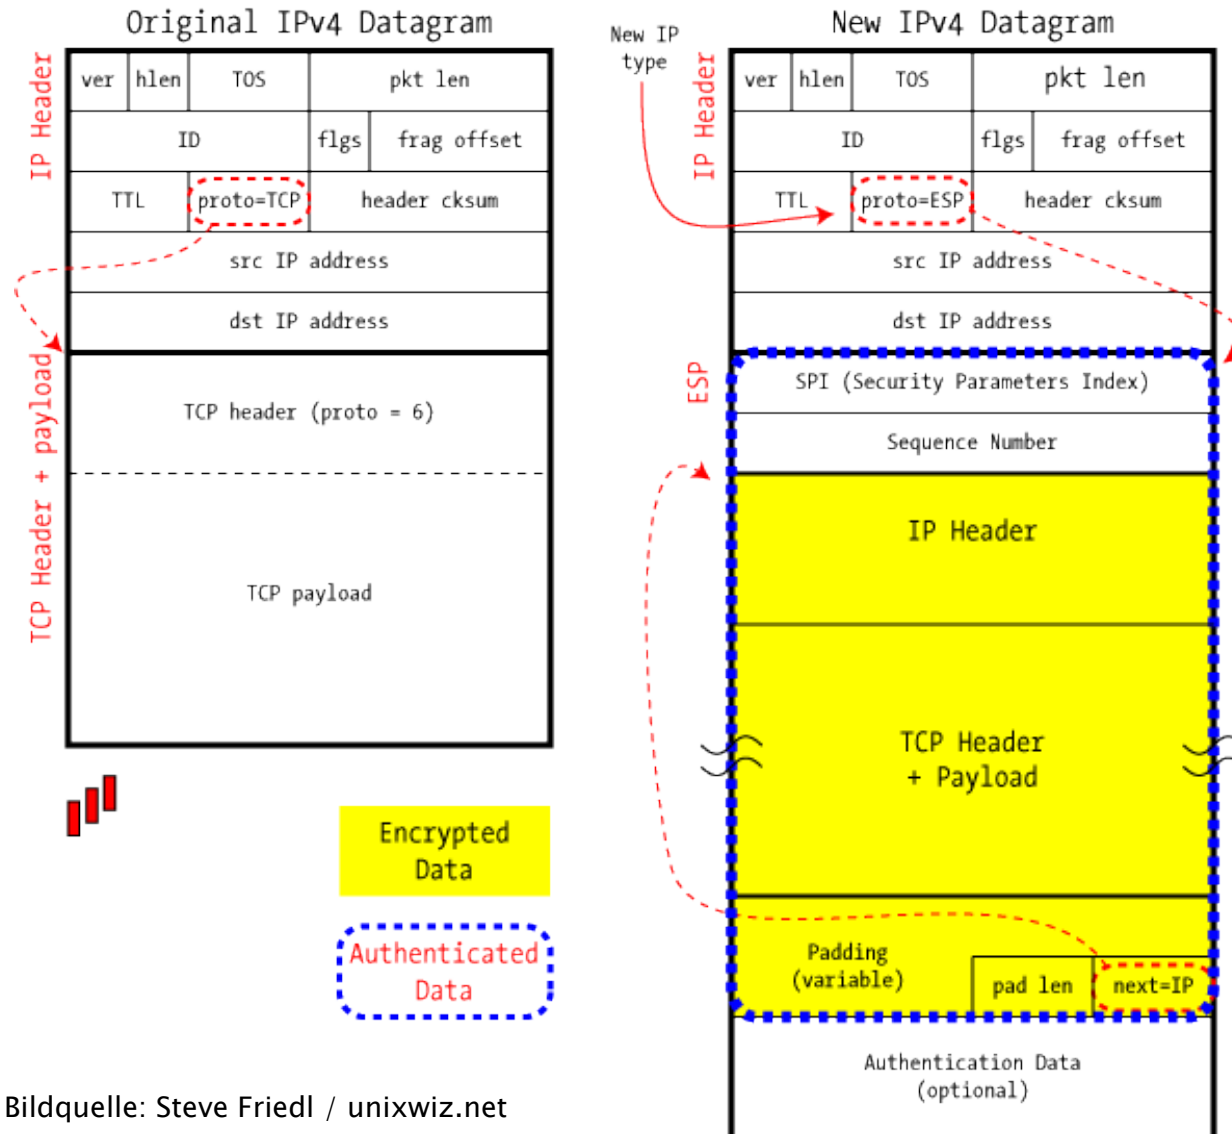 Original IPv4 Datagram
IP Header
ver hlen TOS pkt len
ID flgs frag offset
TTL proto=TCP header cksum
src IP address
dst IP address
TCP Header + payload
TCP header (proto = 6)
TCP payload
Encrypted
Data
Authenticated
Data
New IP
type
New IPv4 Datagram
IP Header
ver hlen TOS pkt len
ID flgs frag offset
TTL proto=ESP header cksum
src IP address
dst IP address
ESP
SPI (Security Parameters Index)
Sequence Number
IP Header
TCP Header
+ Payload
Padding
(variable)
pad len next=IP
Authentication Data
(optional)
Bildquelle: Steve Friedl / unixwiz.net